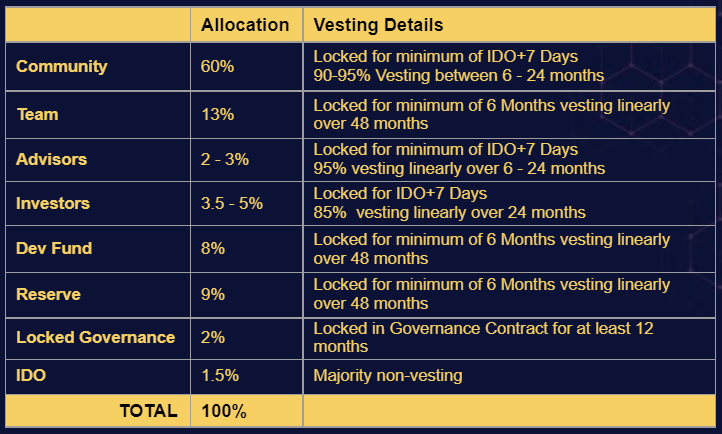 Allocation Vesting Details
Community 60% Locked for minimum of IDO+7 Days
90-95% Vesting between 6 - 24 months
Team 13% Locked for minimum of 6 Months vesting linearly
over 48 months
Advisors 2 - 3% Locked for minimum of IDO+7 Days
95% vesting linearly over 6 - 24 months
Investors 3.5 - 5% Locked for IDO+7 Days
85% vesting linearly over 24 months
Dev Fund 8% Locked for minimum of 6 Months vesting linearly
over 48 months
Reserve 9% Locked for minimum of 6 Months vesting linearly
over 48 months
Locked Governance 2% Locked in Governance Contract for at least 12
months
IDO 1.5% Majority non-vesting
TOTAL 100%